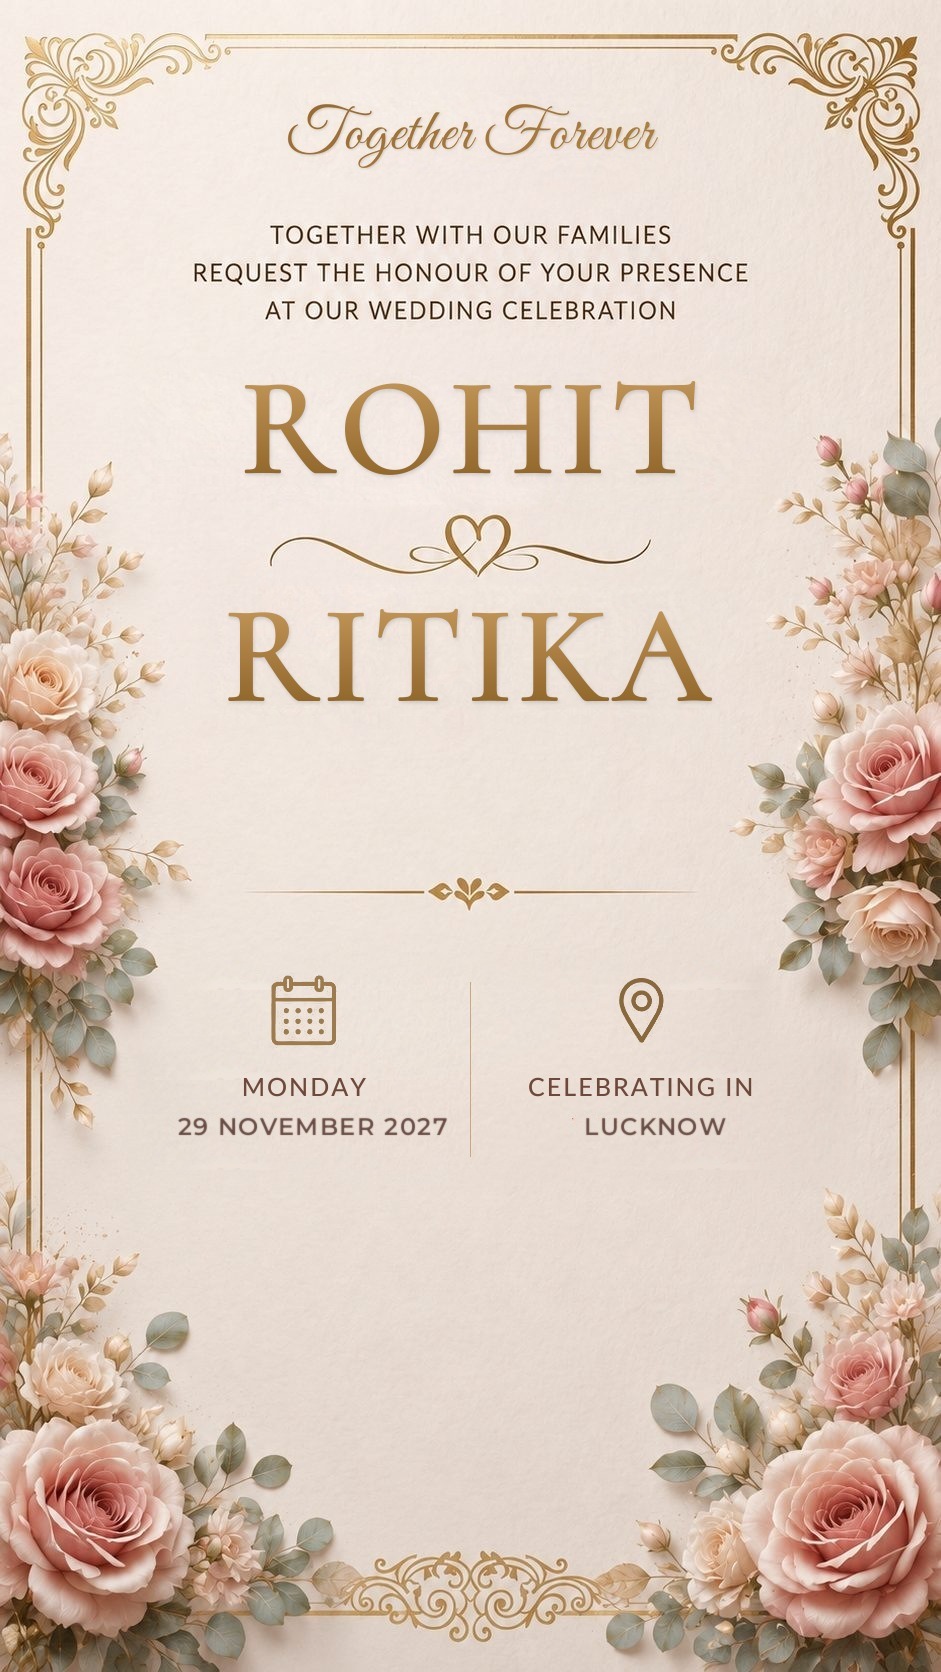 Together Forever
TOGETHER WITH OUR FAMILIES
REQUEST THE HONOUR OF YOUR PRESENCE
AT OUR WEDDING CELEBRATION
ROHIT
RITIKA
MONDAY
29 NOVEMBER 2027
CELEBRATING IN
LUCKNOW